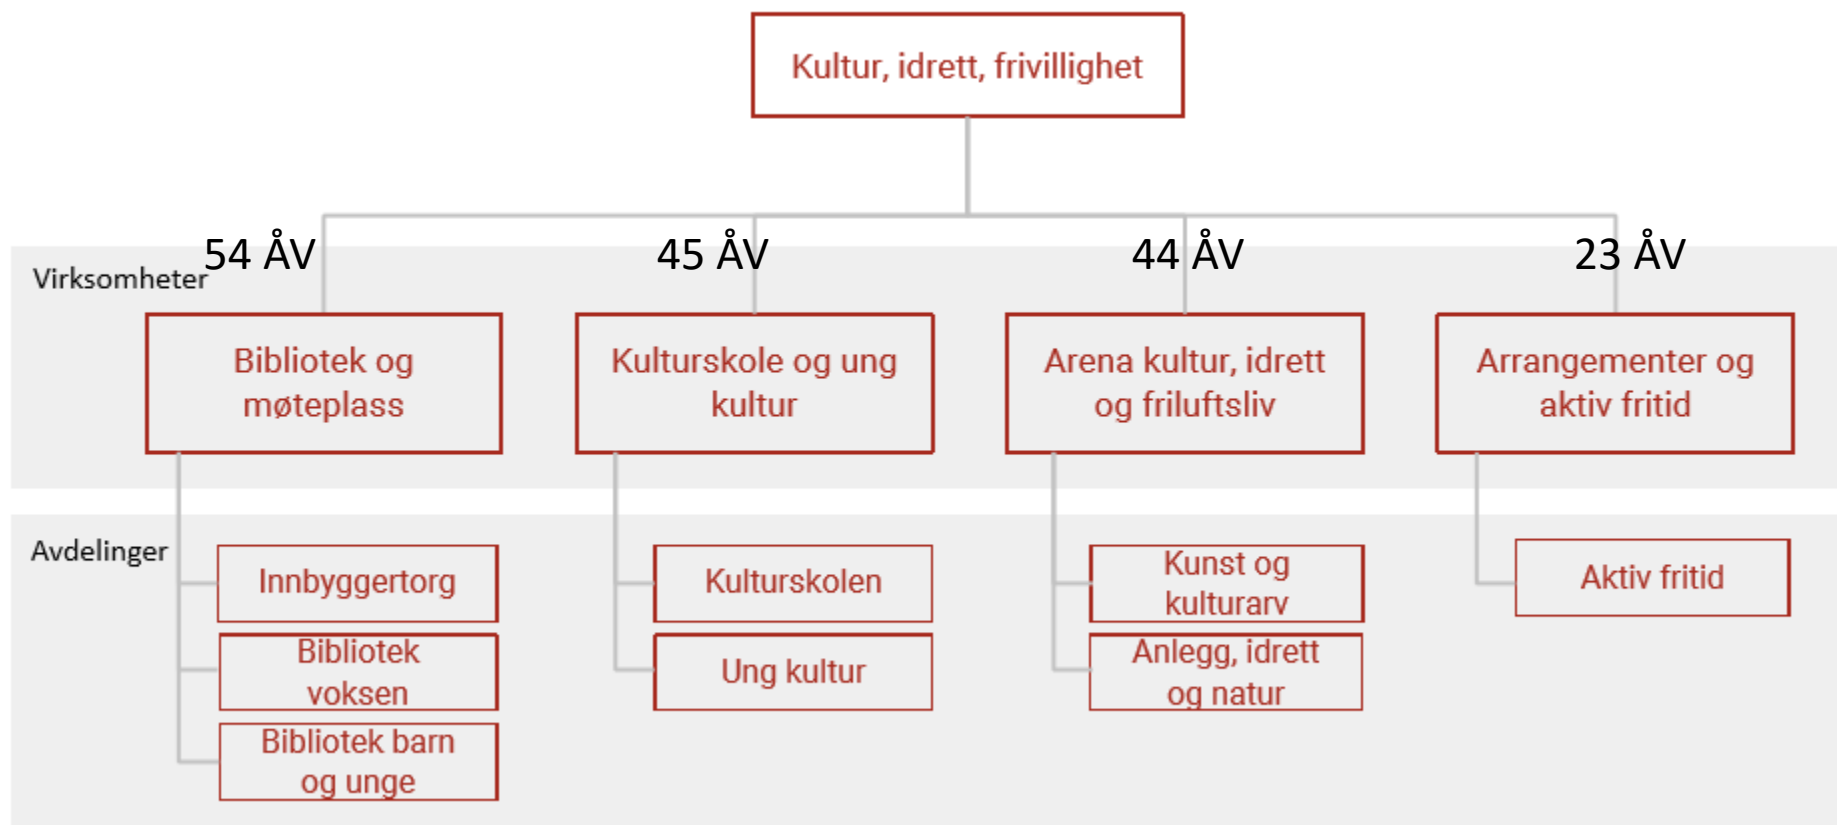 Kultur, idrett, frivillighet
54 ÅV
45 ÅV
44 ÅV
23 ÅV
Virksomheter
Bibliotek og
møteplass
Kulturskole og ung
kultur
Arena kultur, idrett
og friluftsliv
Arrangementer og
aktiv fritid
Avdelinger
Innbyggertorg
Bibliotek
voksen
Bibliotek barn
og unge
Kulturskolen
Ung kultur
Kunst og
kulturarv
Anlegg, idrett
og natur
Aktiv fritid